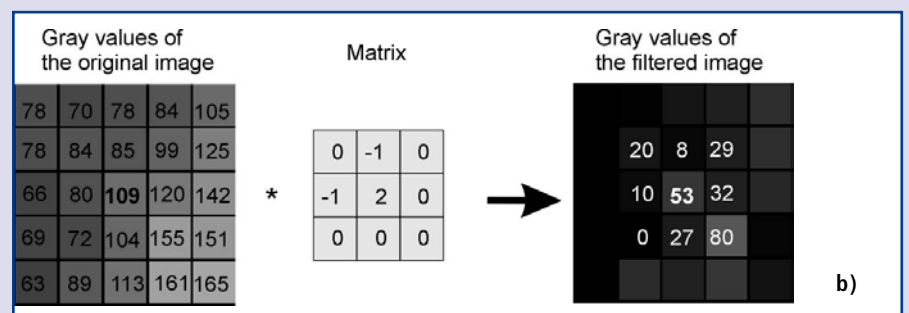 Gray values of
the original image
Matrix
Gray values of
the filtered image
78 70 78 84 105
78 84 85 99 125
66 80 109 120 142
69 72 104 155 151
63 89 113 161 165
*
0 -1 0
-1 2 0
0 0 0
20 8 29
10 53 32
0 27 80
b)